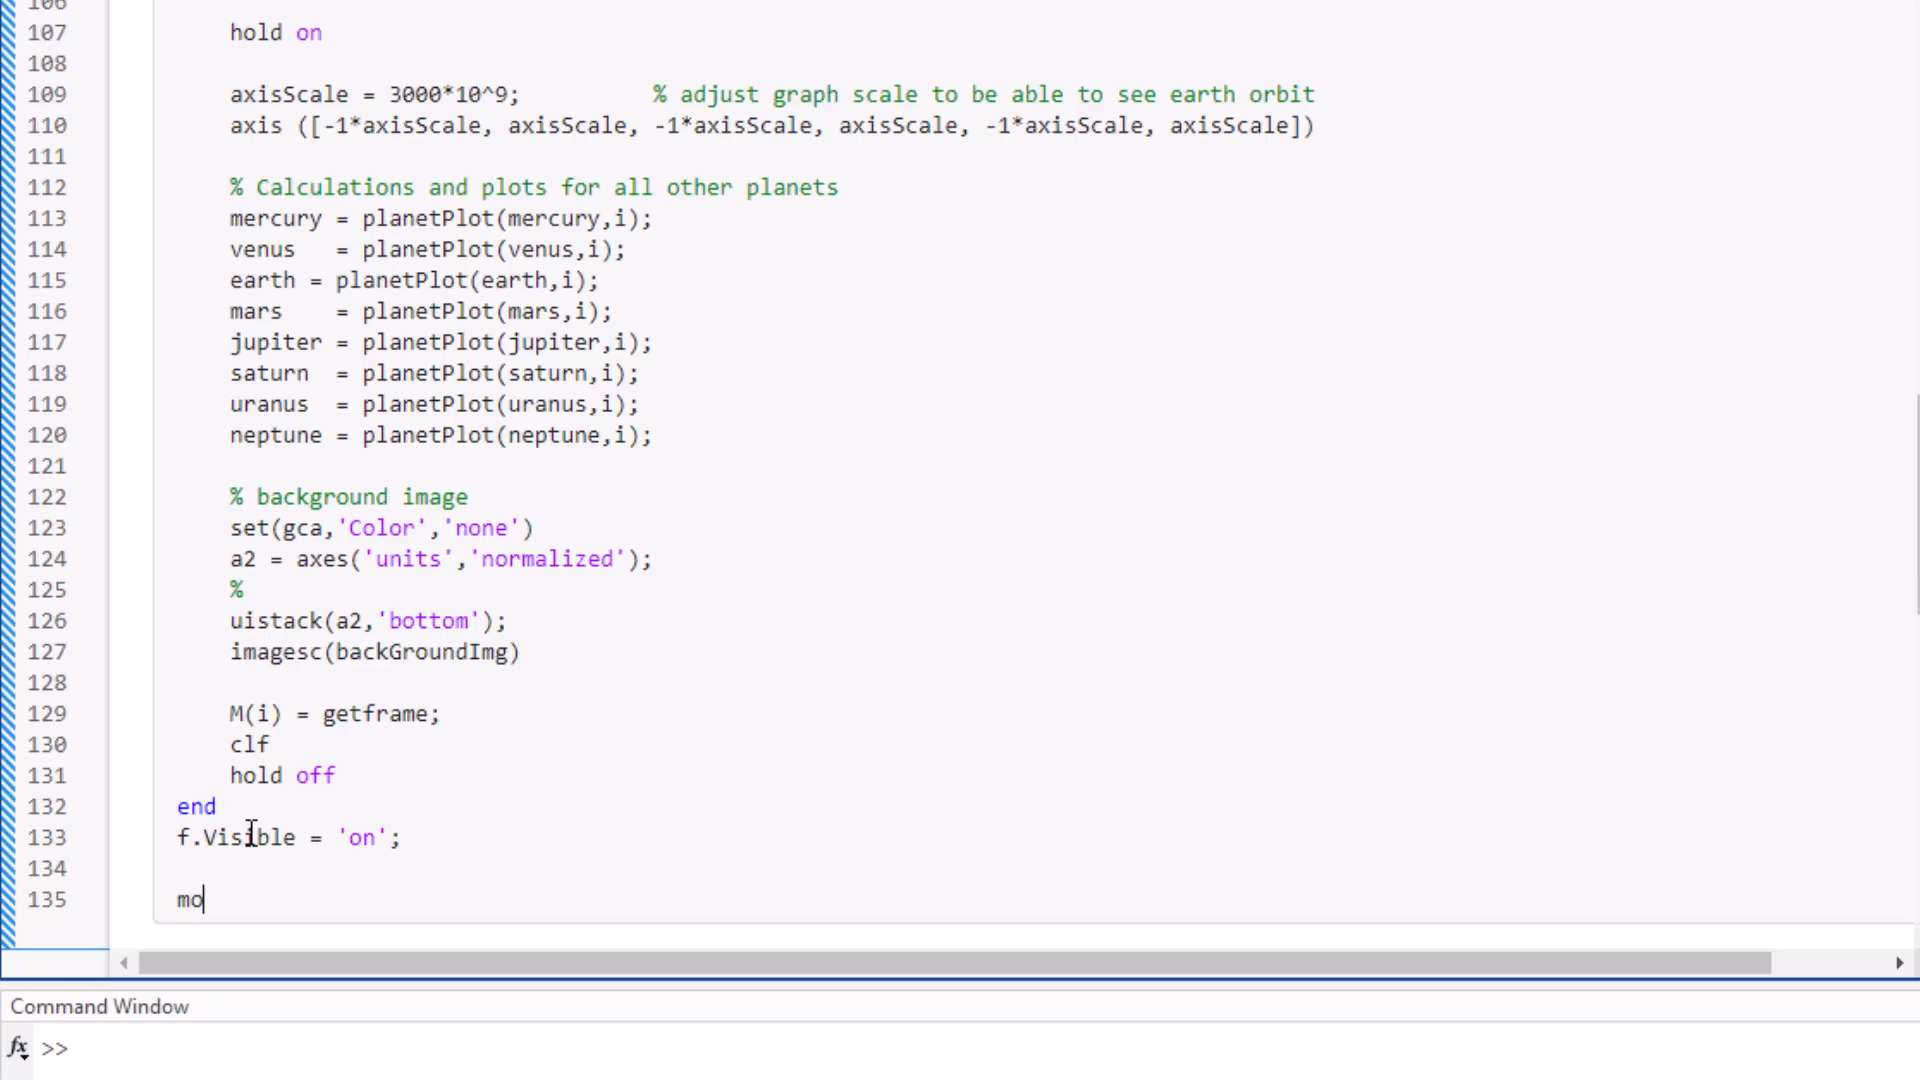 106
107 hold on
108
109 axisScale = 3000*10^9; % adjust graph scale to be able to see earth orbit
110 axis ([-1*axisScale, axisScale, -1*axisScale, axisScale, -1*axisScale, axisScale])
111
112 % Calculations and plots for all other planets
113 mercury = planetPlot(mercury,i);
114 venus = planetPlot(venus,i);
115 earth = planetPlot(earth,i);
116 mars = planetPlot(mars,i);
117 jupiter = planetPlot(jupiter,i);
118 saturn = planetPlot(saturn,i);
119 uranus = planetPlot(uranus,i);
120 neptune = planetPlot(neptune,i);
121
122 % background image
123 set(gca,'Color','none')
124 a2 = axes('units','normalized');
125 %
126 uistack(a2,'bottom');
127 imagesc(backGroundImg)
128
129 M(i) = getframe;
130 clf
131 hold off
132 end
133 f.Visible = 'on';
134
135 mo
Command Window
fx >>